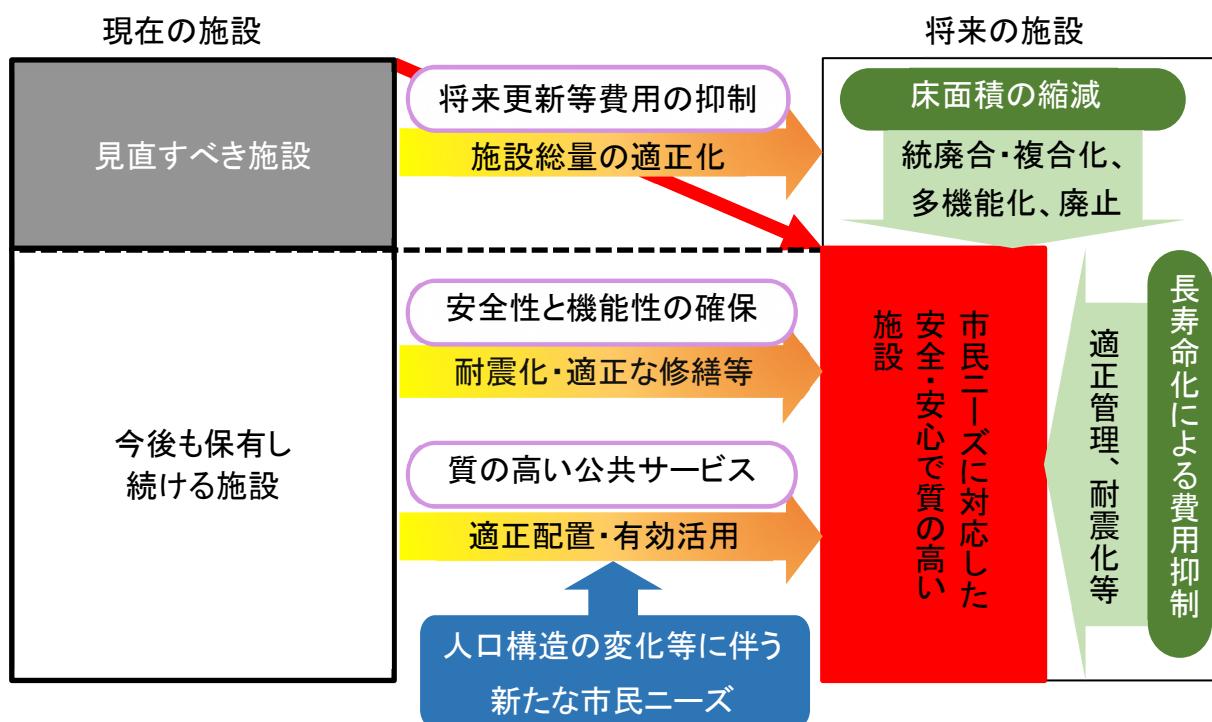 現在の施設
将来の施設
見直すべき施設
今後も保有し
続ける施設
将来更新等費用の抑制
施設総量の適正化
安全性と機能性の確保
耐震化・適正な修繕等
質の高い公共サービス
適正配置・有効活用
人口構造の変化等に伴う
新たな市民ニーズ
床面積の縮減
統廃合・複合化、
多機能化、廃止
市民ニーズに対応した
安全・安心で質の高い
施設
適正管理、耐震化等
長寿命化による費用抑制